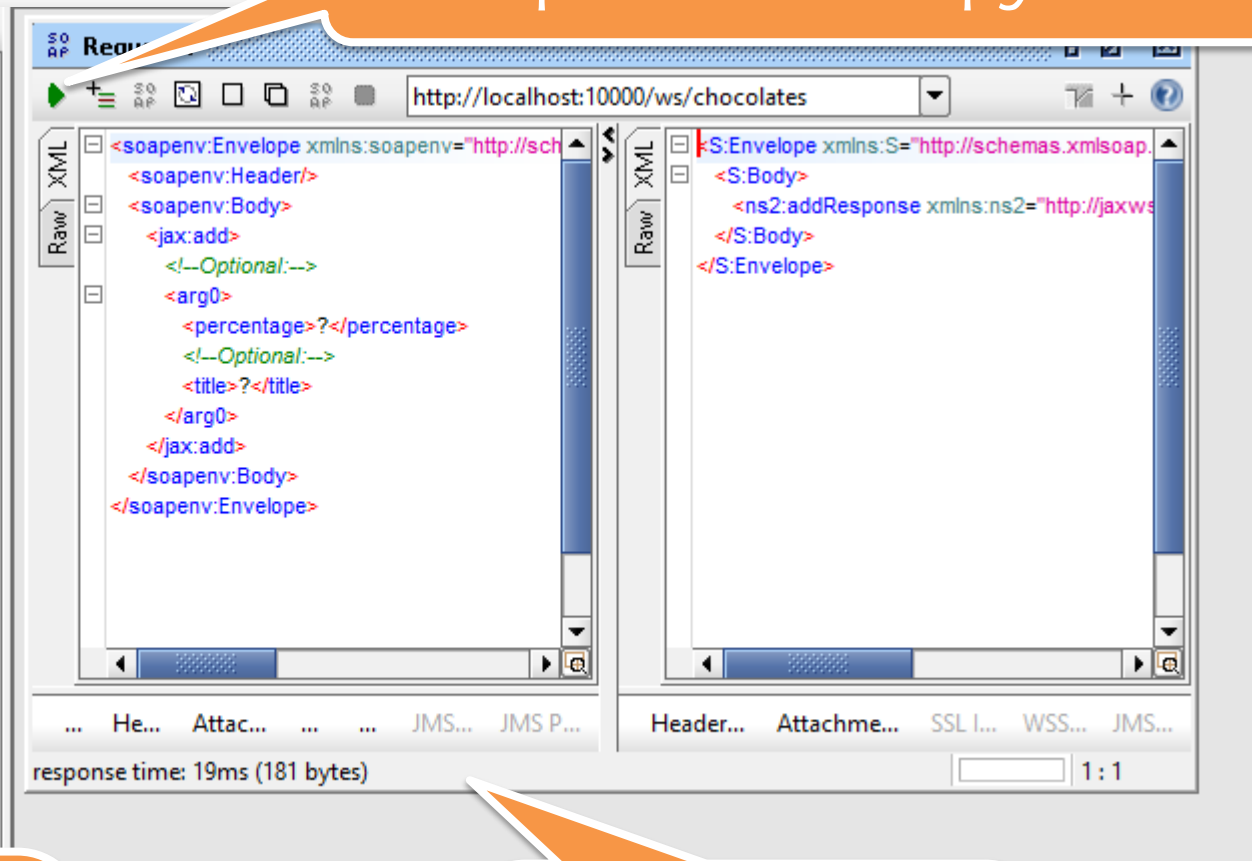 SO
AP
http://localhost:10000/ws/chocolates
XML
Raw
<soapenv:Envelope xmlns:soapenv="http://sch
<soapenv:Header/>
<soapenv:Body>
<jax:add>
<!--Optional:-->
<arg0>
<percentage>?</percentage>
<!--Optional:-->
<title>?</title>
</arg0>
</jax:add>
</soapenv:Body>
</soapenv:Envelope>
XML
Raw
<S:Envelope xmlns:S="http://schemas.xmlsoap.
<S:Body>
<ns2:addResponse xmlns:ns2="http://jaxws
</S:Body>
</S:Envelope>
... He... Attac... ... ... JMS... JMS P...
Header... Attachme... SSL I... WSS... JMS...
response time: 19ms (181 bytes)
1 : 1